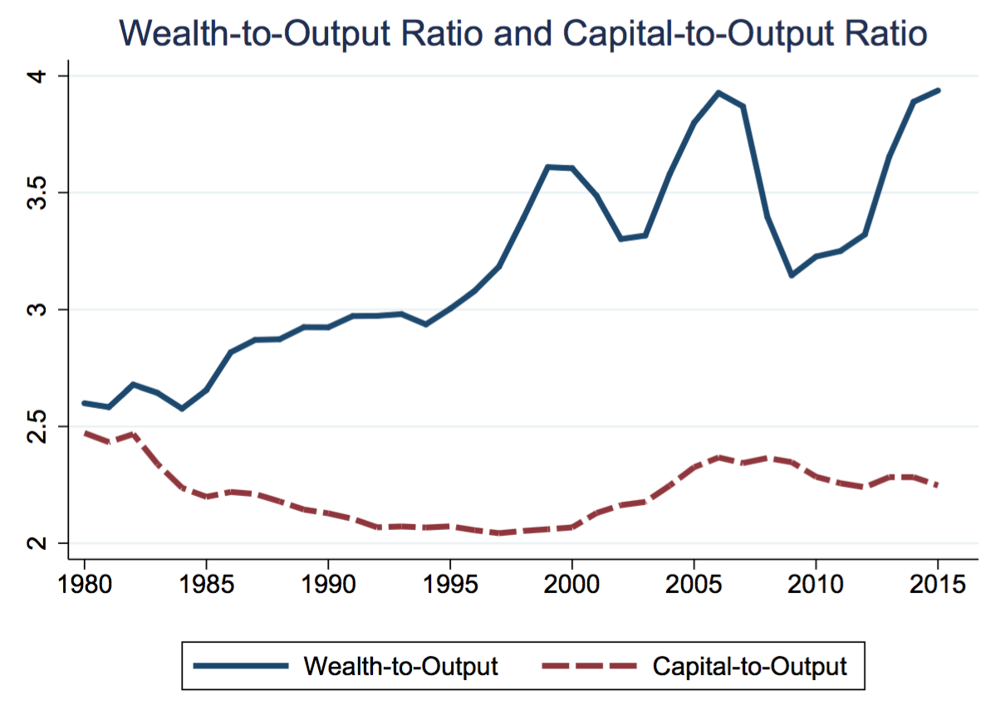 Wealth-to-Output Ratio and Capital-to-Output Ratio
4
3.5
3
2.5
2
1980 1985 1990 1995 2000 2005 2010 2015
Wealth-to-Output Capital-to-Output